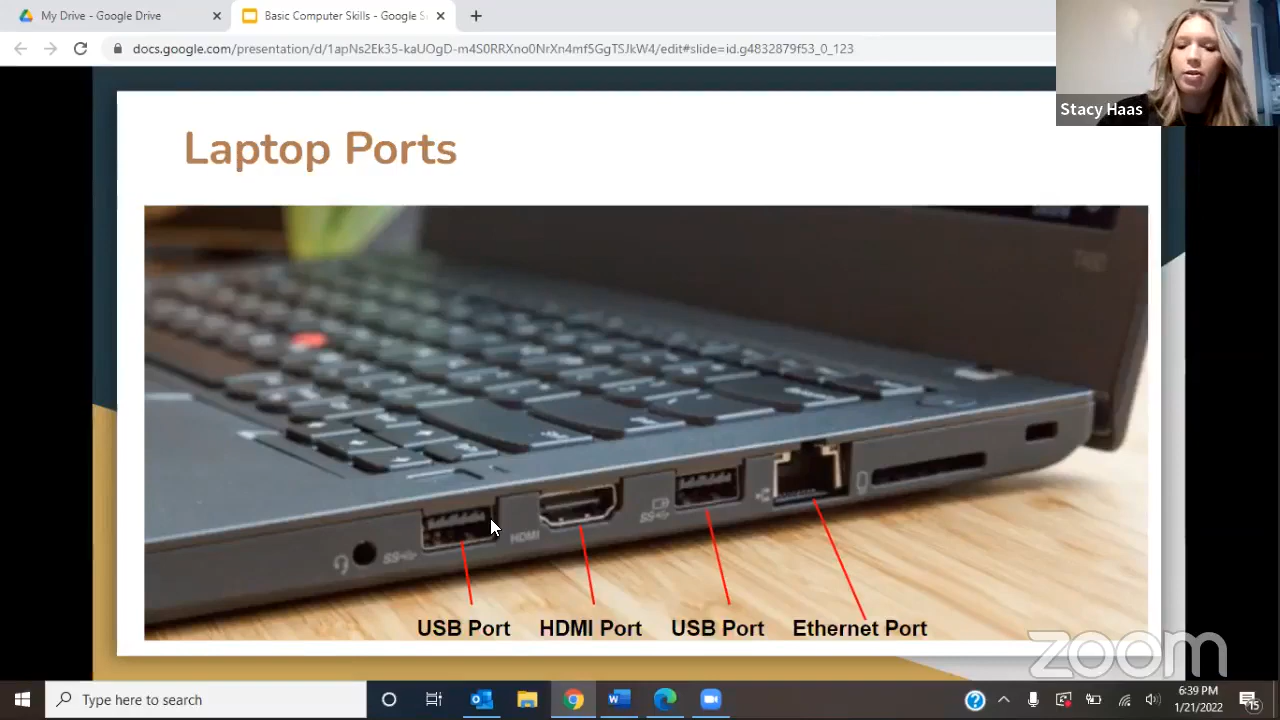 My Drive - Google Drive
Basic Computer Skills - Google S
docs.google.com/presentation/d/1apNs2Ek35-kaUOgD-m4S0RRXno0NrXn4mf5GgTSJkW4/edit#slide=id.g4832879f53_0_123
Stacy Haas
Laptop Ports
HDMI
USB Port HDMI Port USB Port Ethernet Port
zoom
Type here to search
6:39 PM
1/21/2022
15